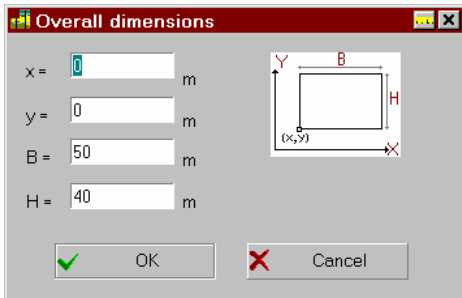 Overall dimensions ...
x = 0 m
y = 0 m
B = 50 m
H = 40 m
Y B
H
(x,y)
X
OK Cancel